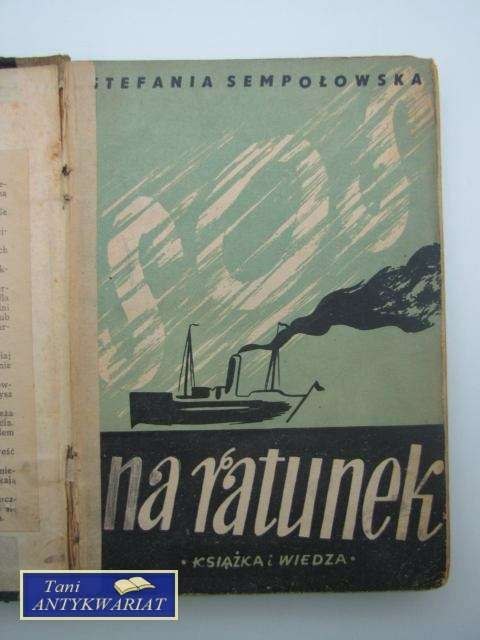 STEFANIA SEMPOŁOWSKA
SOS
na ratunek
• KSIĄŻKA i WIEDZA •
Tani
ANTYKWARIAT